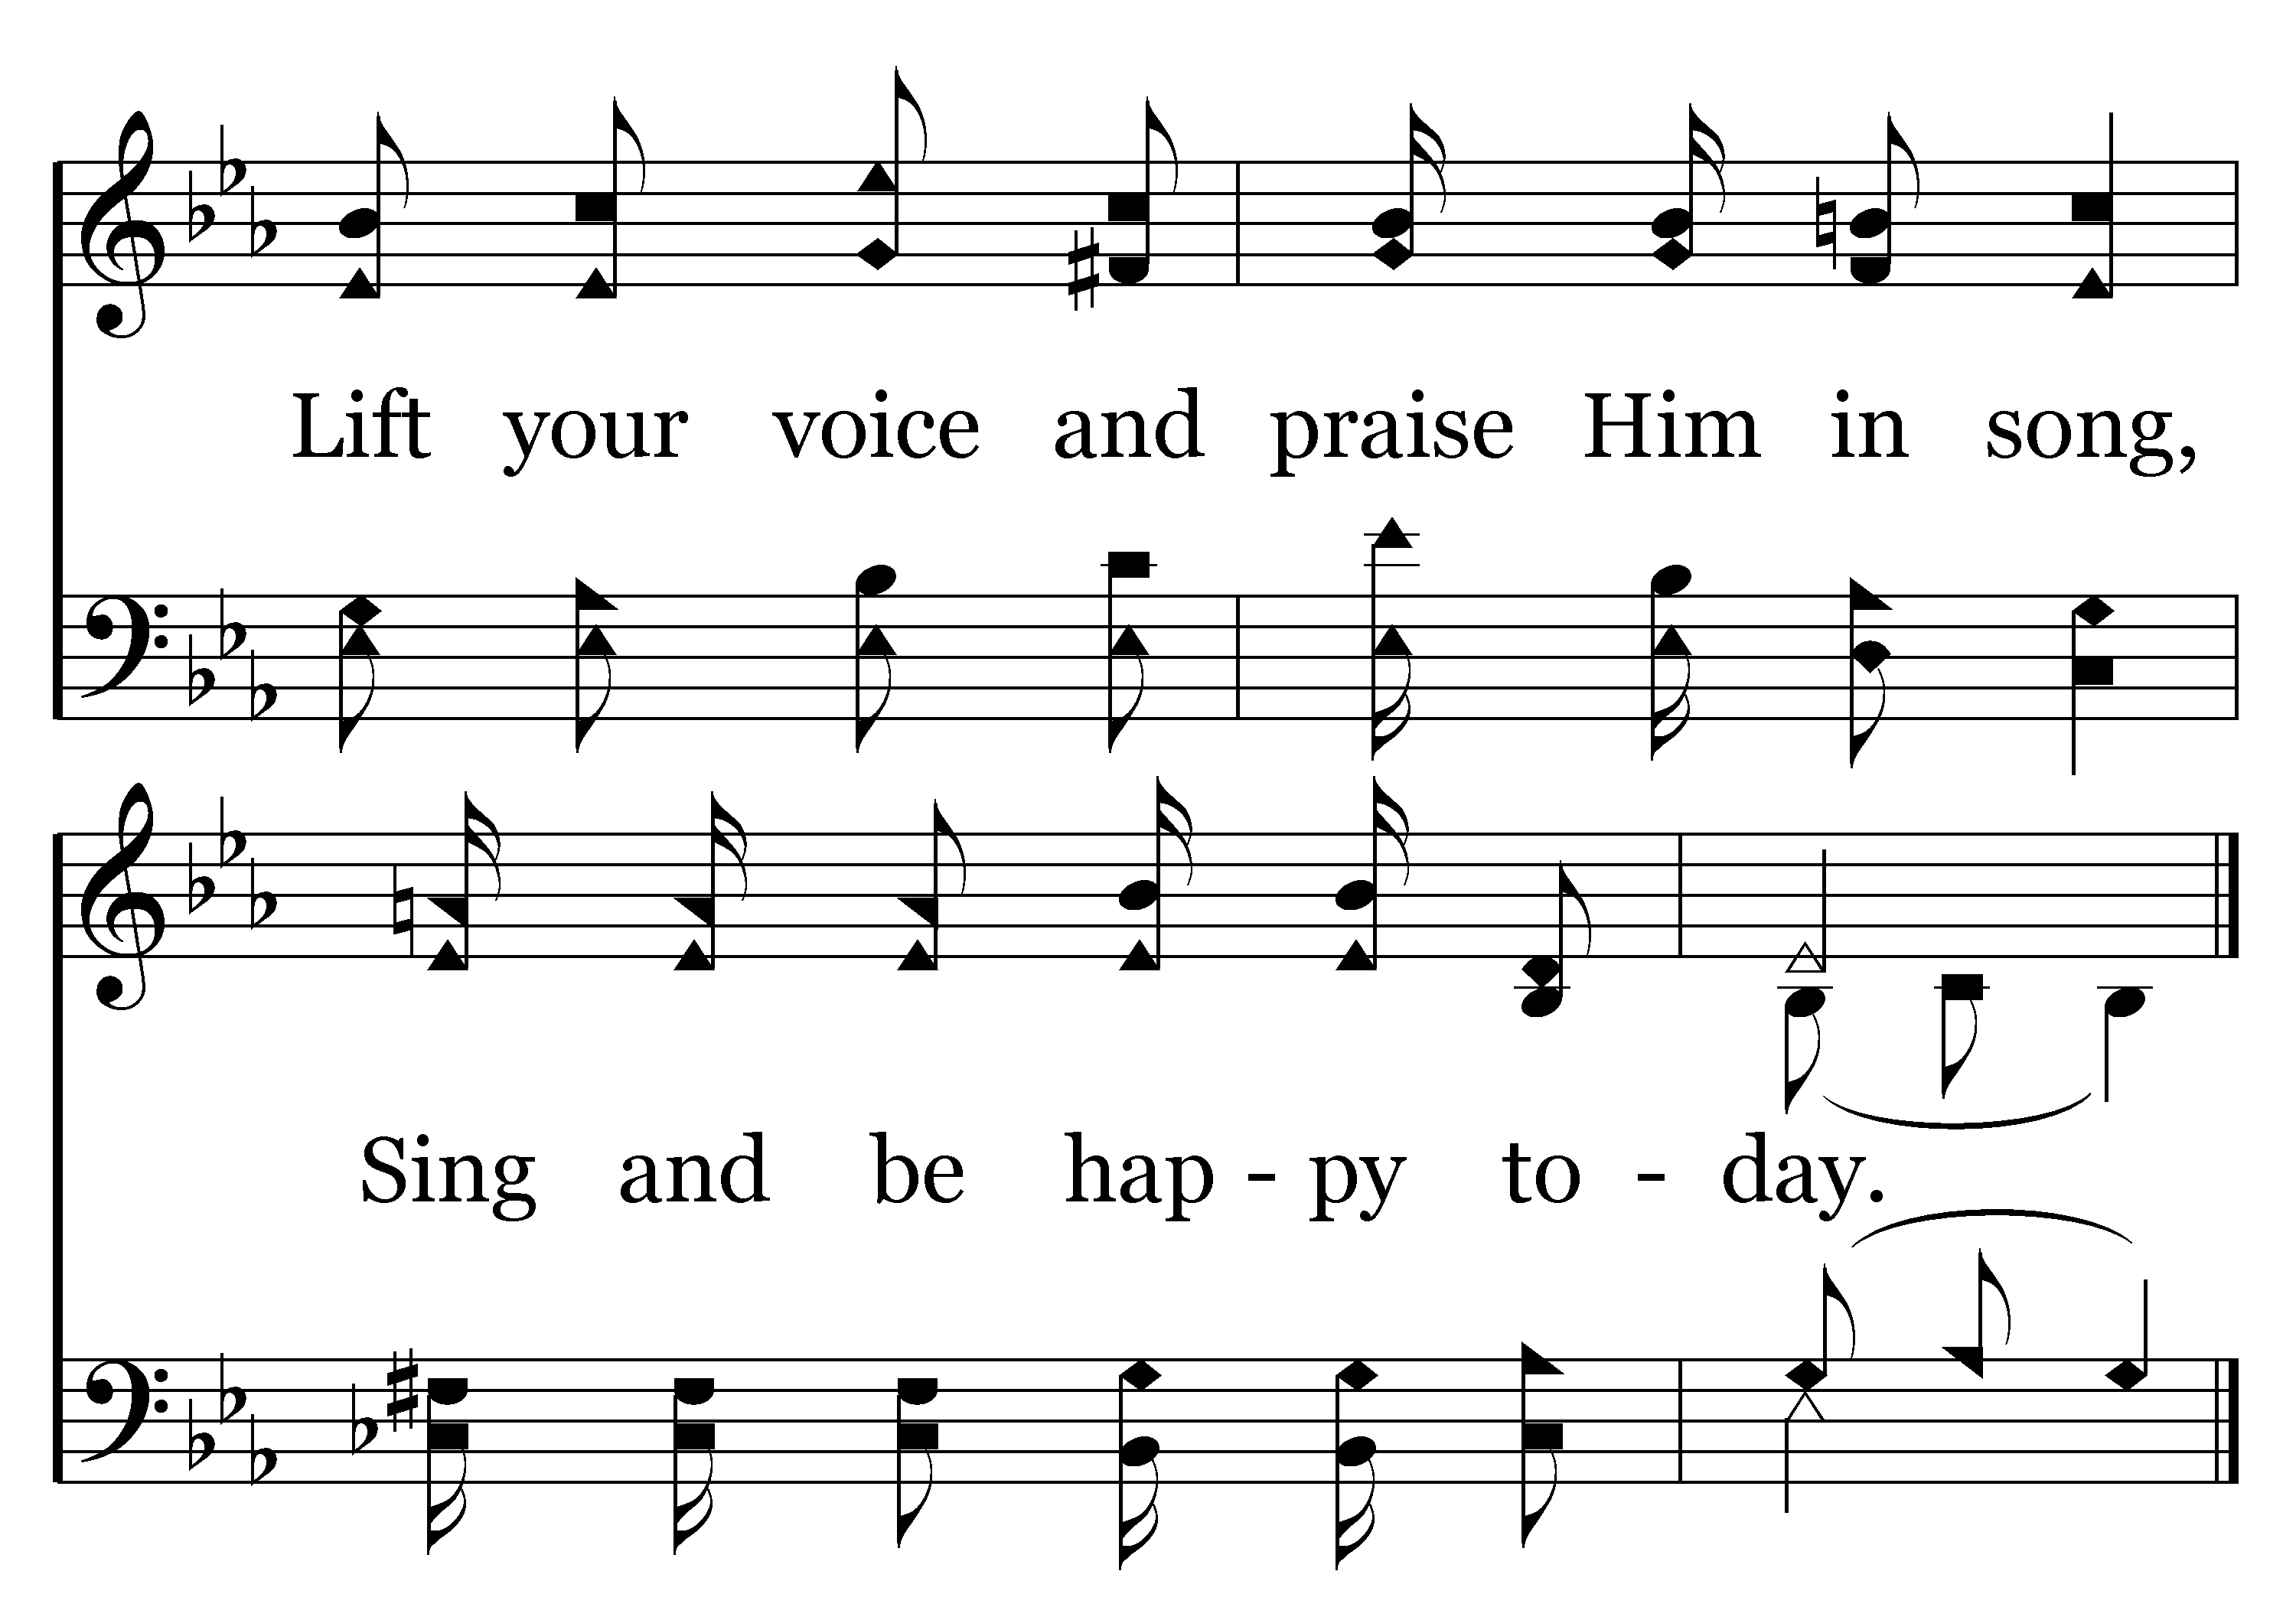 Lift your voice and praise Him in song,
Sing and be hap - py to - day.